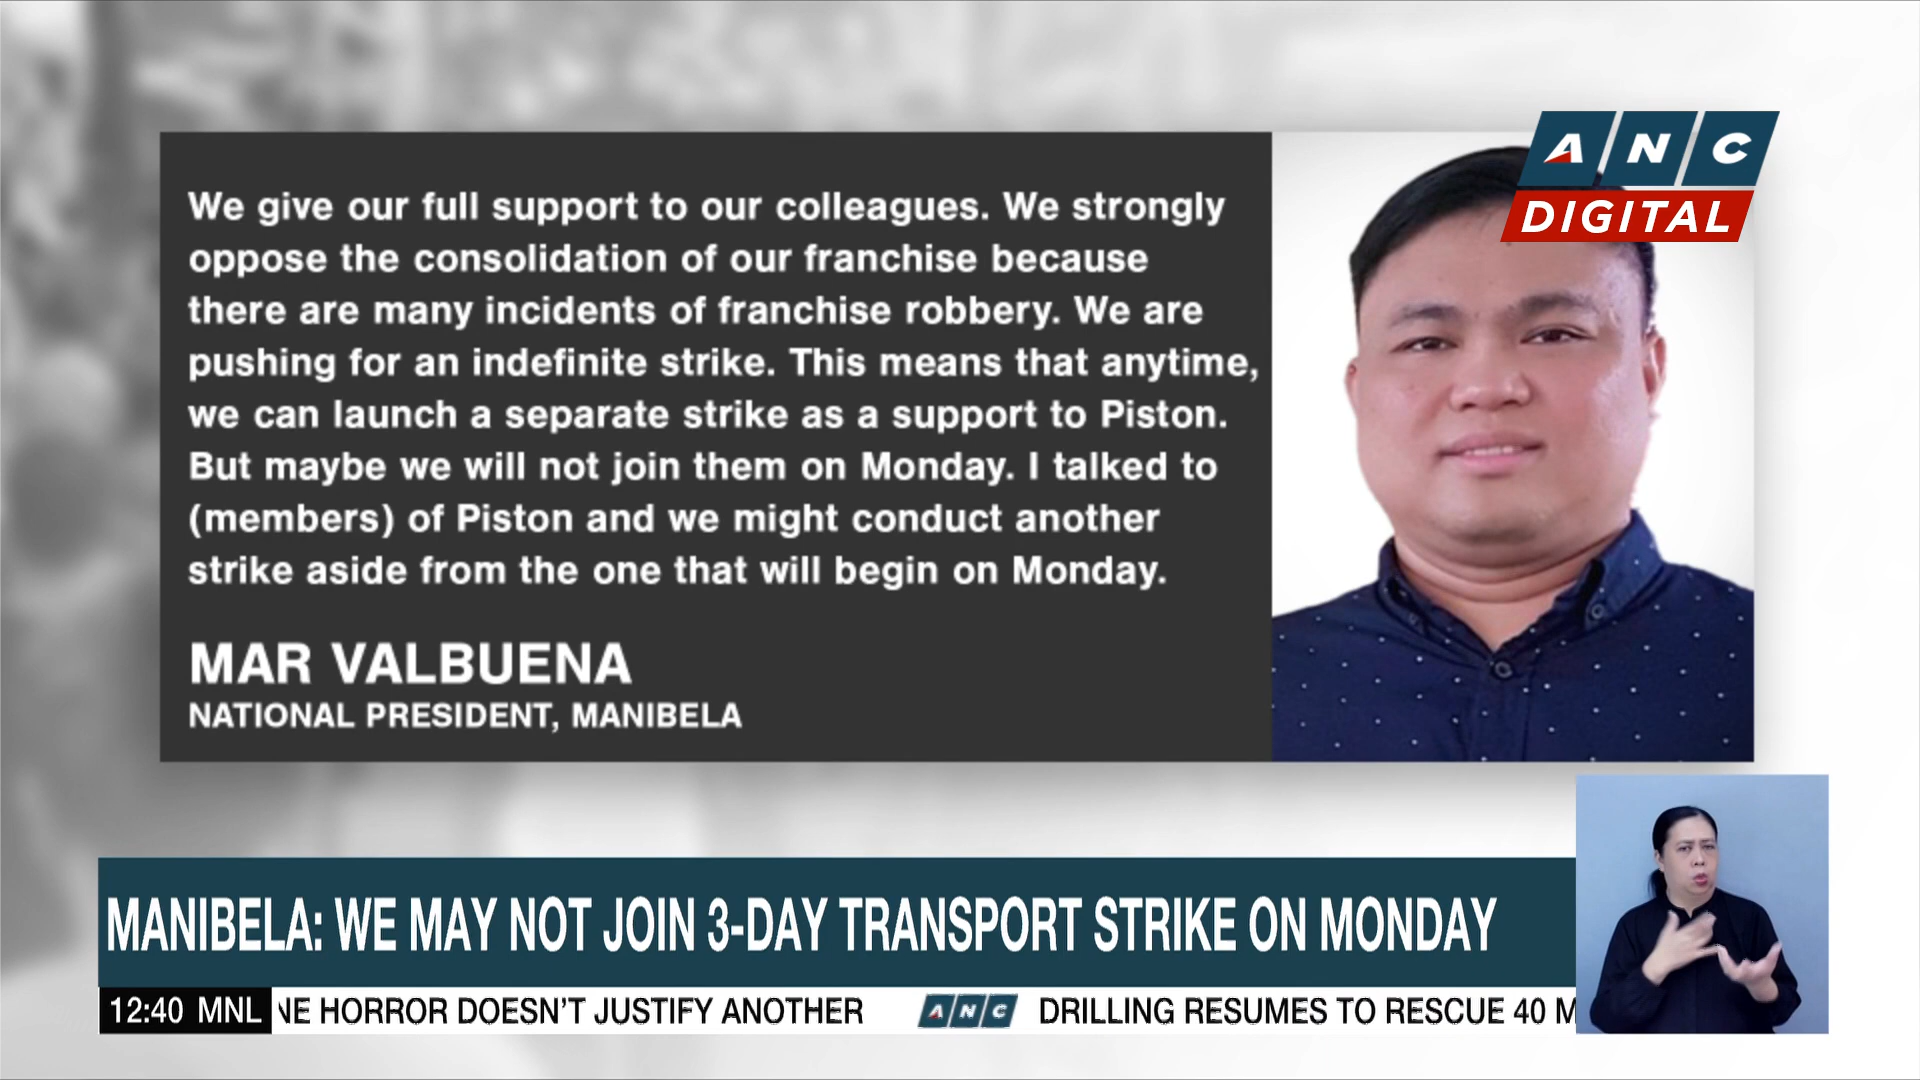 ANC
DIGITAL
We give our full support to our colleagues. We strongly
oppose the consolidation of our franchise because
there are many incidents of franchise robbery. We are
pushing for an indefinite strike. This means that anytime,
we can launch a separate strike as a support to Piston.
But maybe we will not join them on Monday. I talked to
(members) of Piston and we might conduct another
strike aside from the one that will begin on Monday.
MAR VALBUENA
NATIONAL PRESIDENT, MANIBELA
MANIBELA: WE MAY NOT JOIN 3-DAY TRANSPORT STRIKE ON MONDAY
12:40 MNL NE HORROR DOESN'T JUSTIFY ANOTHER ANC DRILLING RESUMES TO RESCUE 40 M